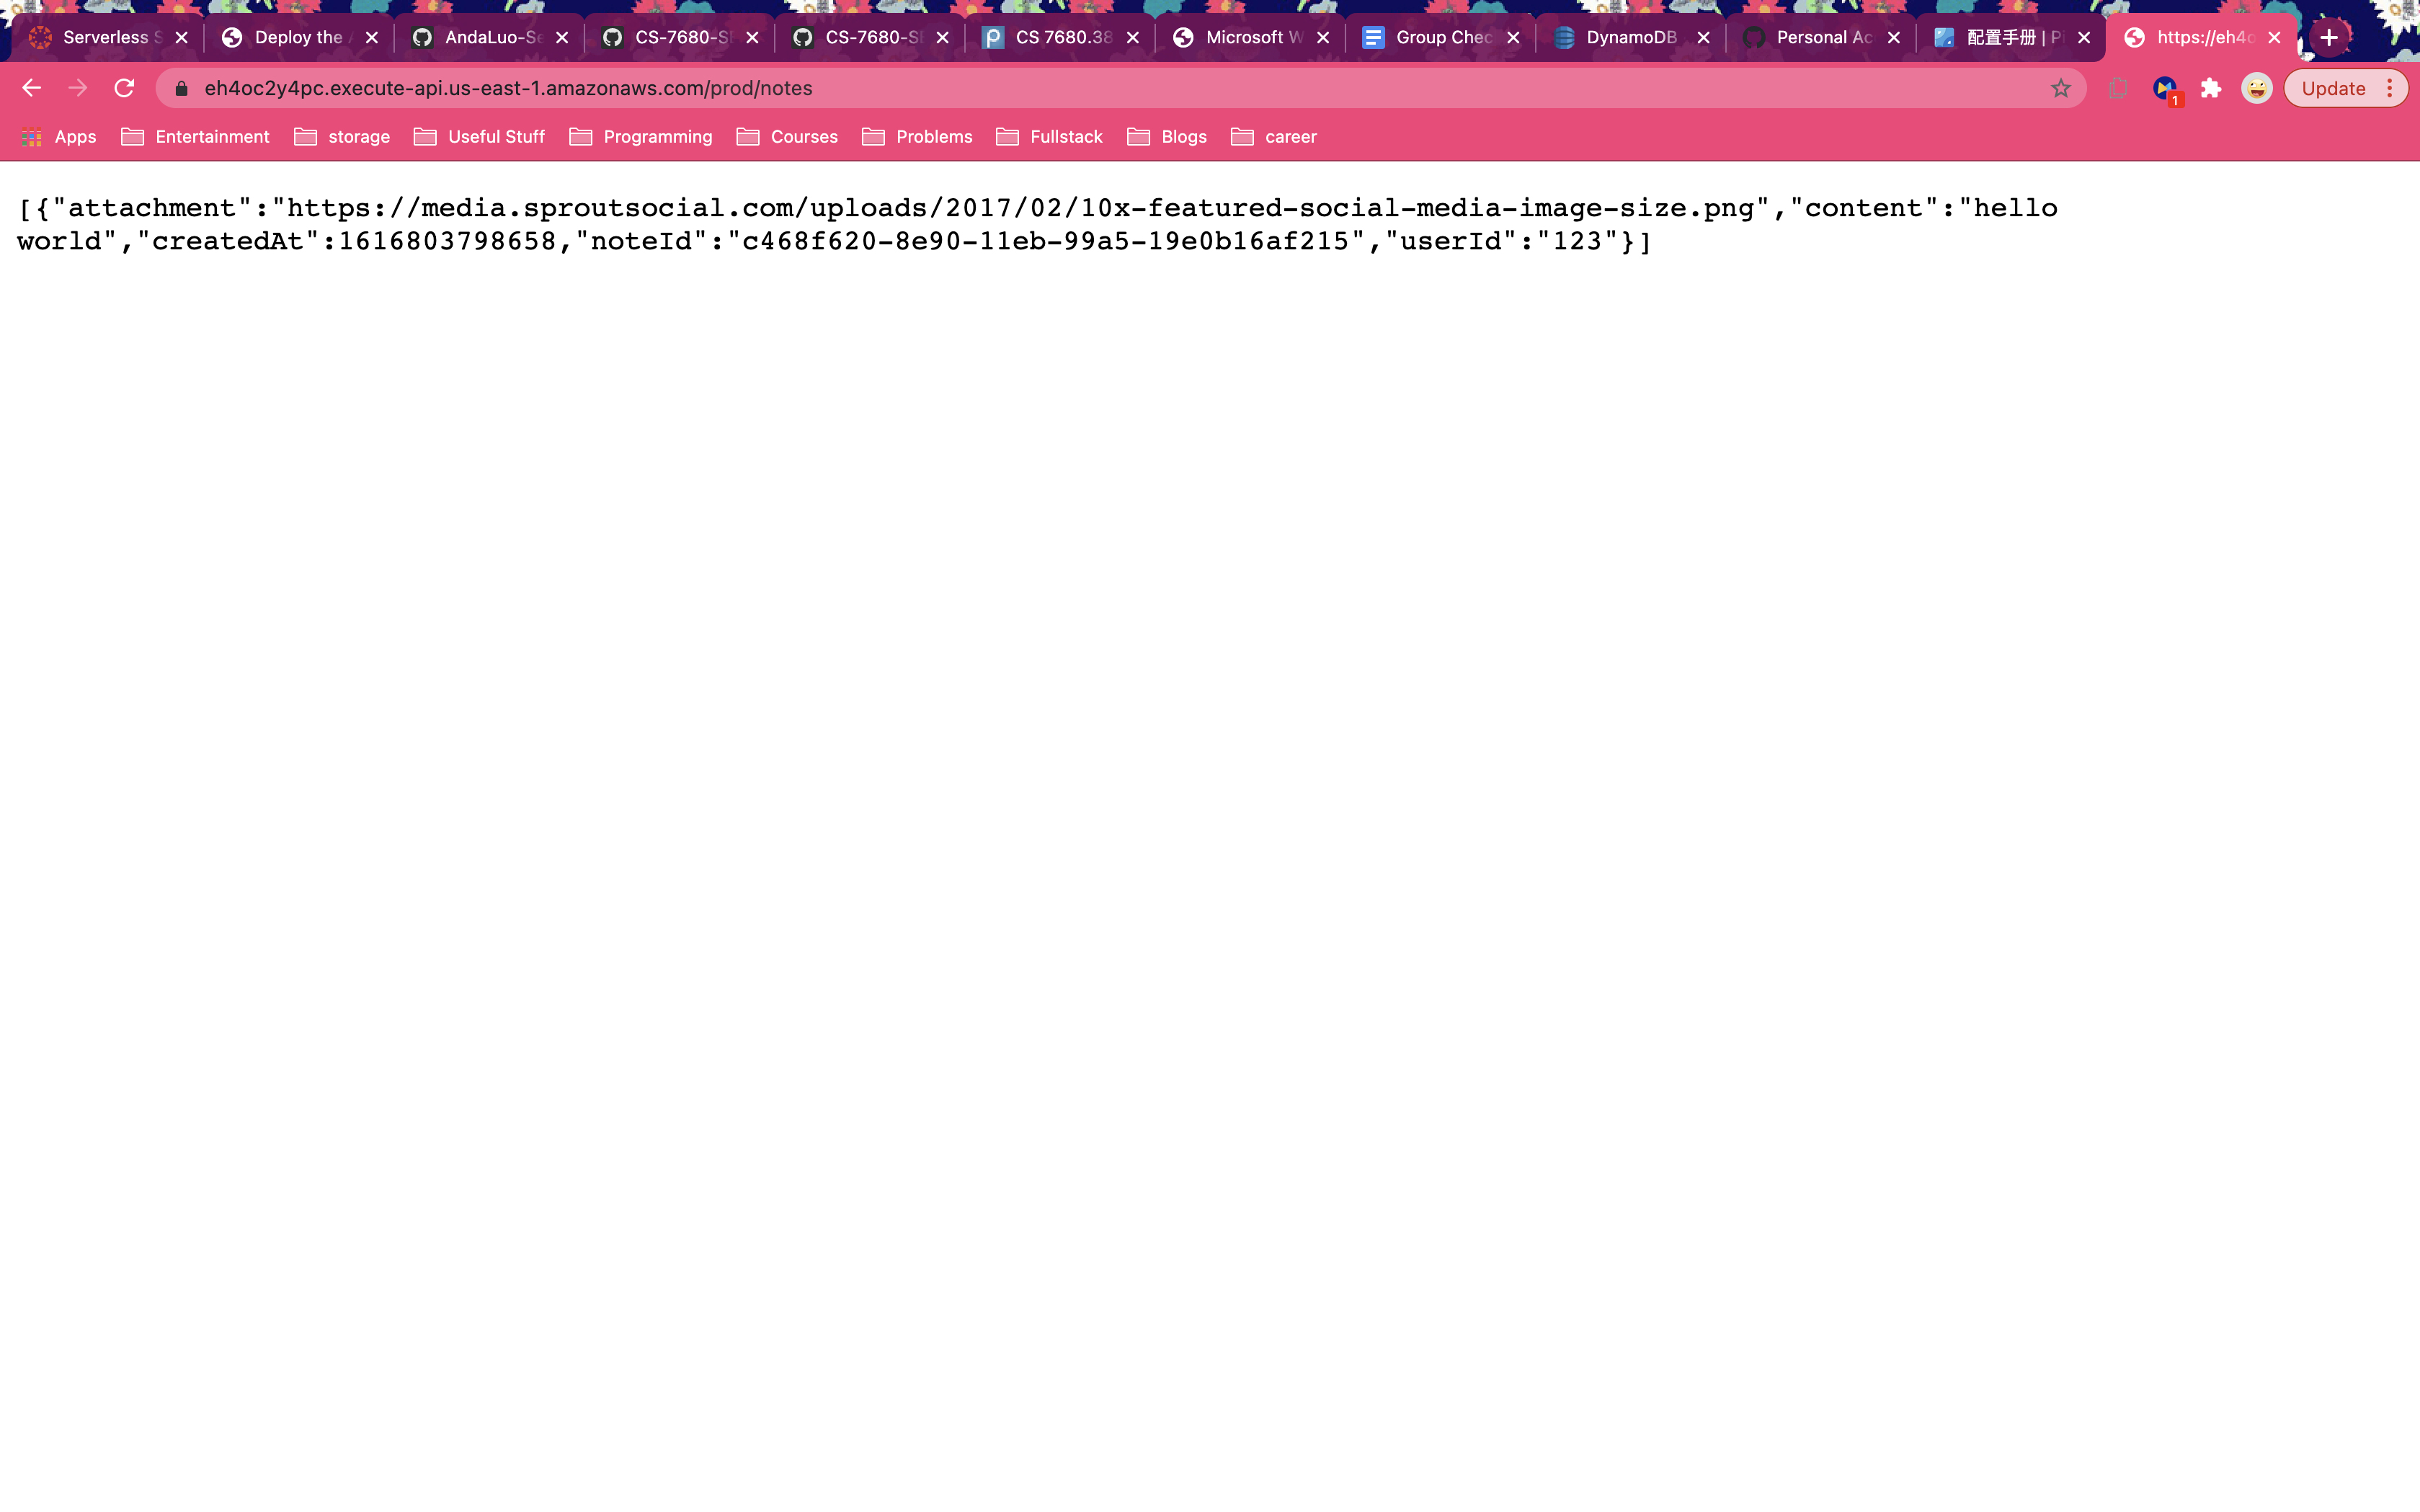 Serverless S
Deploy the
AndaLuo-Se
CS-7680-S
CS-7680-S
CS 7680.38
Microsoft W
Group Chec
DynamoDB
Personal Ac
配置手册 | Pi
https://eh4o
eh4oc2y4pc.execute-api.us-east-1.amazonaws.com/prod/notes
1
Update
Apps
Entertainment
storage
Useful Stuff
Programming
Courses
Problems
Fullstack
Blogs
career
[{"attachment":"https://media.sproutsocial.com/uploads/2017/02/10x-featured-social-media-image-size.png","content":"hello
world","createdAt":1616803798658,"noteId":"c468f620-8e90-11eb-99a5-19e0b16af215","userId":"123"}]